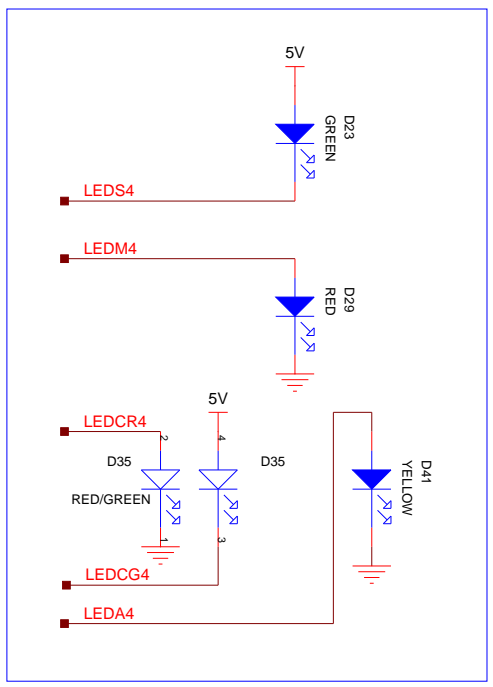 5V
D23
GREEN
LEDS4
LEDM4
D29
RED
5V
LEDCR4
2
4
D35
D35
D41
YELLOW
RED/GREEN
1
3
LEDCG4
LEDA4